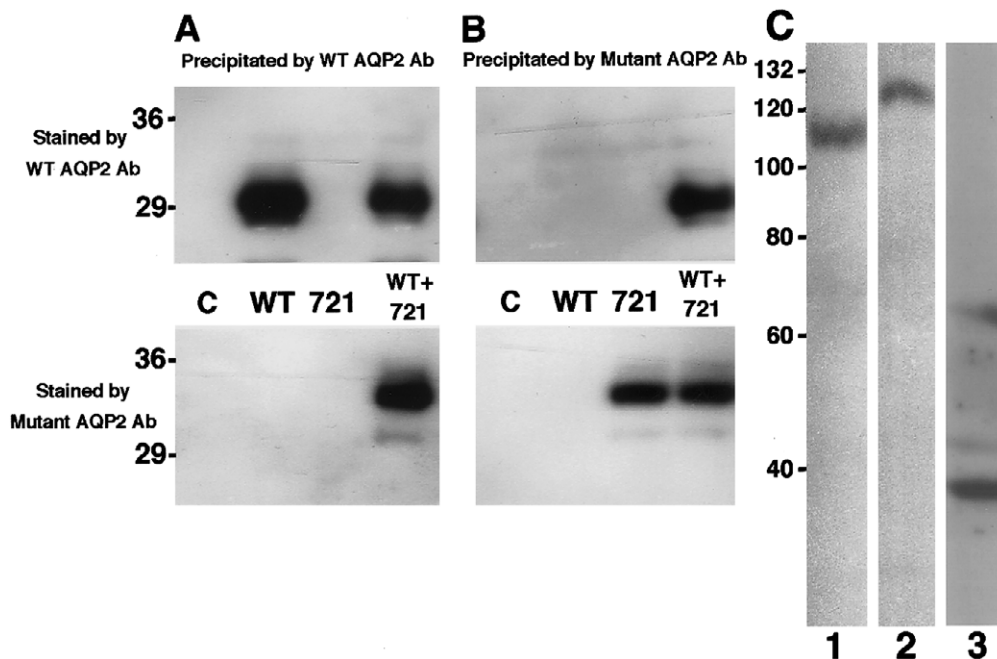 A
B
C
Precipitated by WT AQP2 Ab
Precipitated by Mutant AQP2 Ab
36-
Stained by
WT AQP2 Ab
29-
C WT 721 WT+ 721
C WT 721 WT+ 721
36-
Stained by
Mutant AQP2 Ab
29-
132
120
100
80
60
40
1 2 3